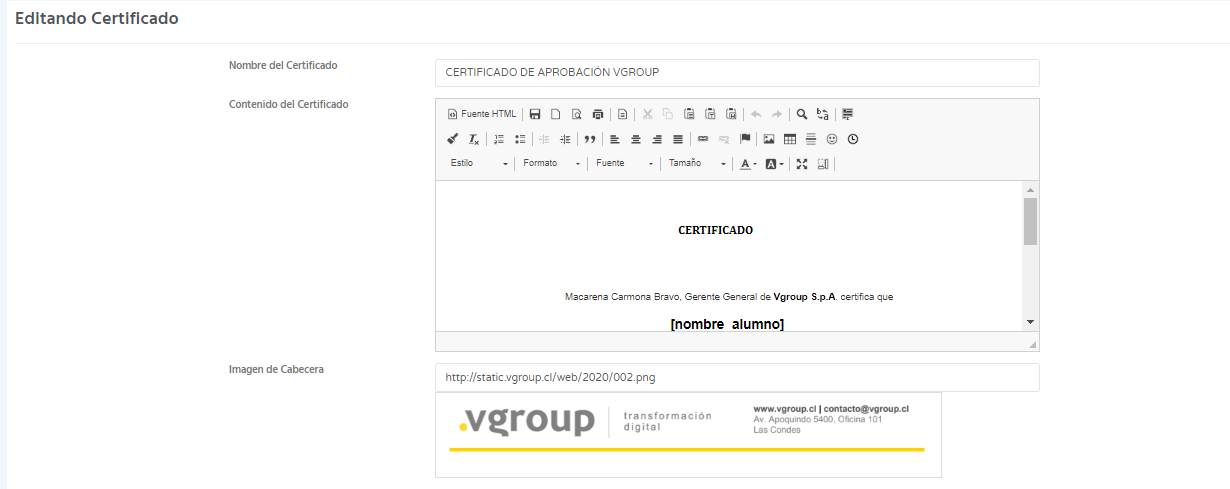 Editando Certificado
Nombre del Certificado
CERTIFICADO DE APROBACIÓN VGROUP
Contenido del Certificado
Fuente HTML
Estilo Formato Fuente Tamaño A A
CERTIFICADO
Macarena Carmona Bravo, Gerente General de Vgroup S.p.A. certifica que
[nombre_alumno]
Imagen de Cabecera
http://static.vgroup.cl/web/2020/002.png
.vgroup
transformación
digital
www.vgroup.cl | contacto@vgroup.cl
Av. Apoquindo 5400, Oficina 101
Las Condes